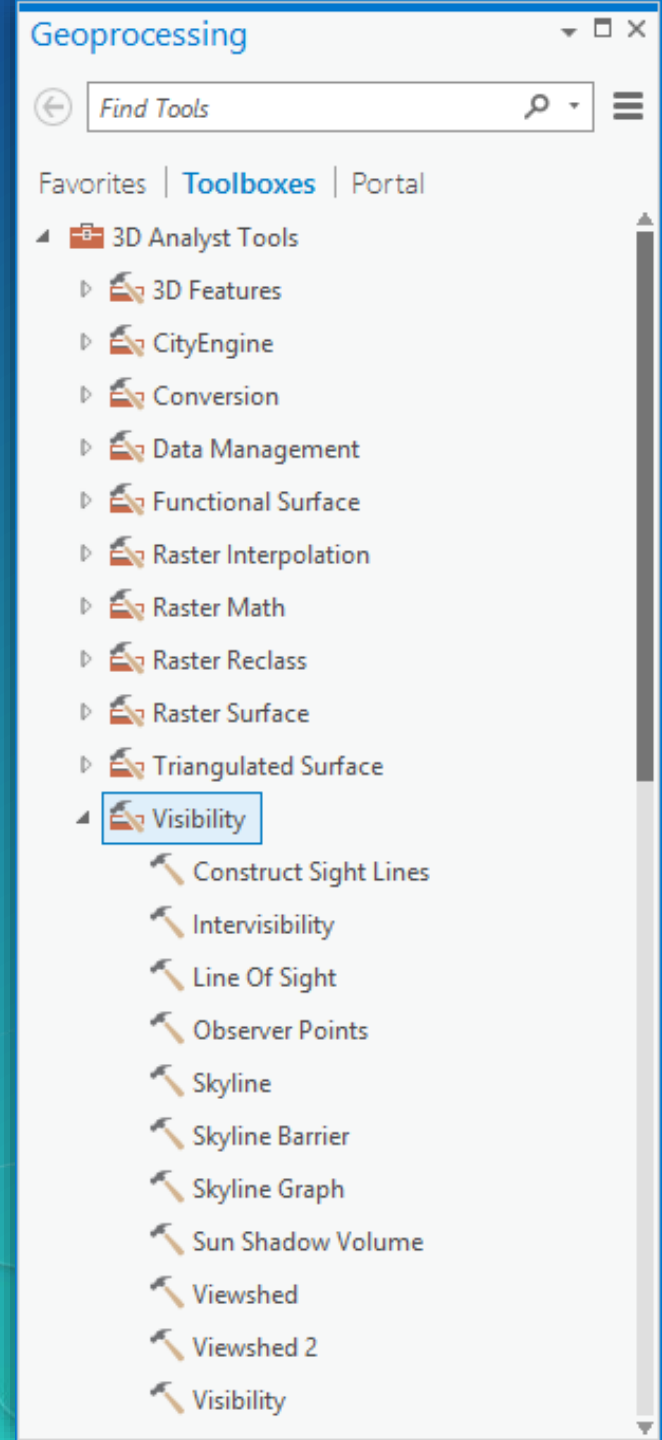 Geoprocessing
Find Tools
Favorites | Toolboxes | Portal
3D Analyst Tools
3D Features
CityEngine
Conversion
Data Management
Functional Surface
Raster Interpolation
Raster Math
Raster Reclass
Raster Surface
Triangulated Surface
Visibility
Construct Sight Lines
Intervisibility
Line Of Sight
Observer Points
Skyline
Skyline Barrier
Skyline Graph
Sun Shadow Volume
Viewshed
Viewshed 2
Visibility